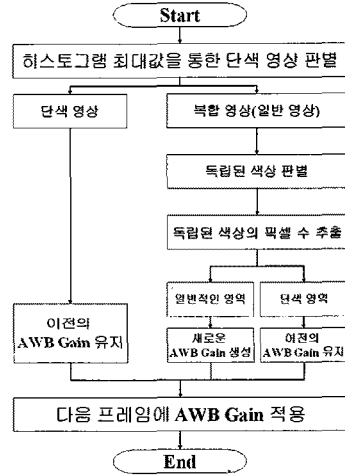 Start
히스토그램 최대값을 통한 단색 영상 판별
단색 영상
복합 영상(일반 영상)
독립된 색상 판별
독립된 색상의 픽셀 수 추출
일반적인 영역
단색 영역
이전의
AWB Gain 유지
새로운
AWB Gain 생성
이전의
AWB Gain 유지
다음 프레임에 AWB Gain 적용
End